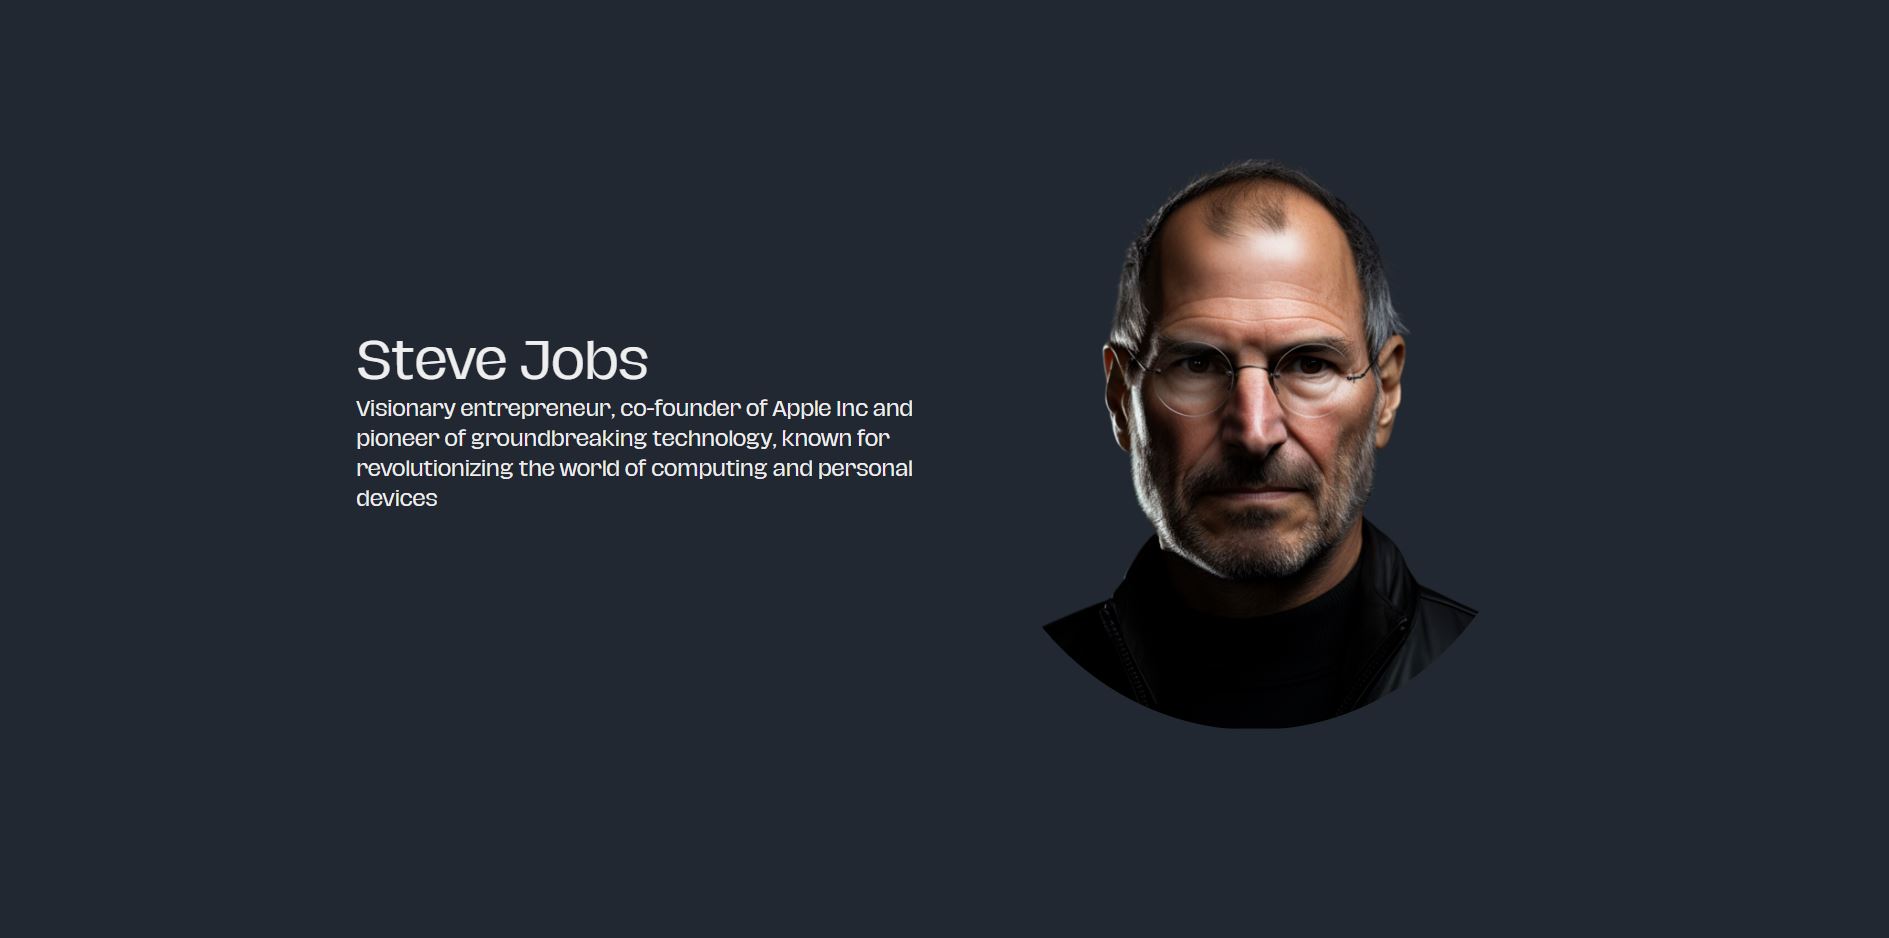 Steve Jobs
Visionary entrepreneur, co-founder of Apple Inc and
pioneer of groundbreaking technology, known for
revolutionizing the world of computing and personal
devices